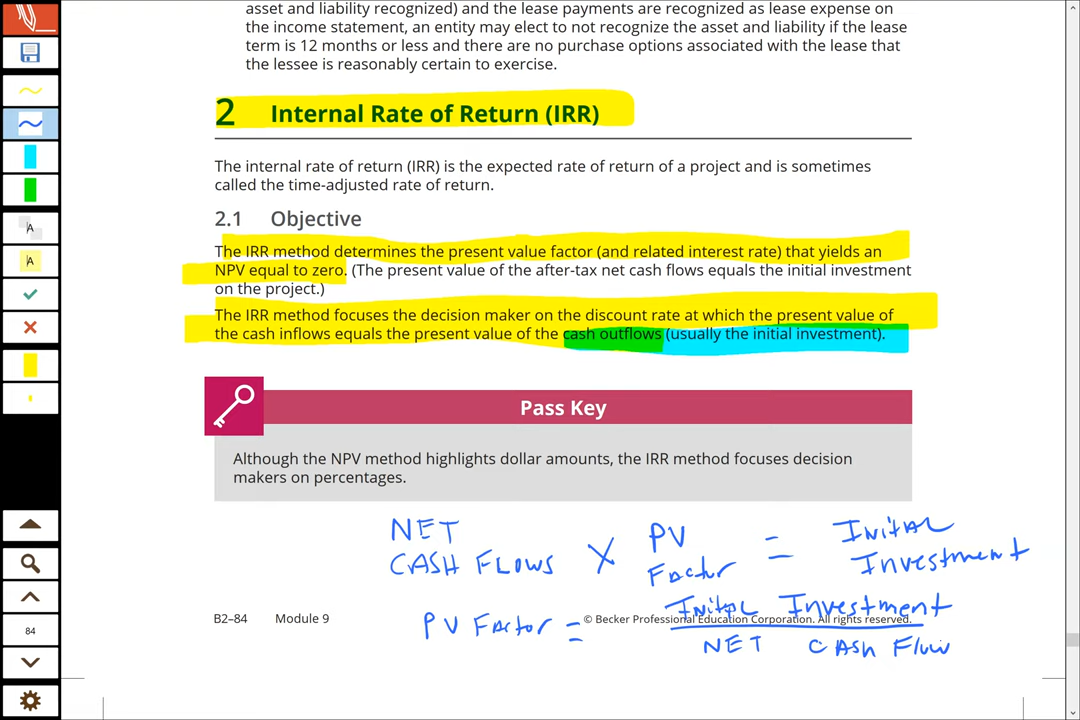 asset and liability recognized) and the lease payments are recognized as lease expense on
the income statement, an entity may elect to not recognize the asset and liability if the lease
term is 12 months or less and there are no purchase options associated with the lease that
the lessee is reasonably certain to exercise.
2 Internal Rate of Return (IRR)
The internal rate of return (IRR) is the expected rate of return of a project and is sometimes
called the time-adjusted rate of return.
2.1 Objective
The IRR method determines the present value factor (and related interest rate) that yields an
NPV equal to zero. (The present value of the after-tax net cash flows equals the initial investment
on the project.)
The IRR method focuses the decision maker on the discount rate at which the present value of
the cash inflows equals the present value of the cash outflows (usually the initial investment).
Pass Key
Although the NPV method highlights dollar amounts, the IRR method focuses decision
makers on percentages.
NET CASH FLOWS X PV Factor = Inital Investment
B2–84 Module 9 © Becker Professional Education Corporation. All rights reserved.
PV Factor = Inital Investment
NET CASH Flow
A
A
84